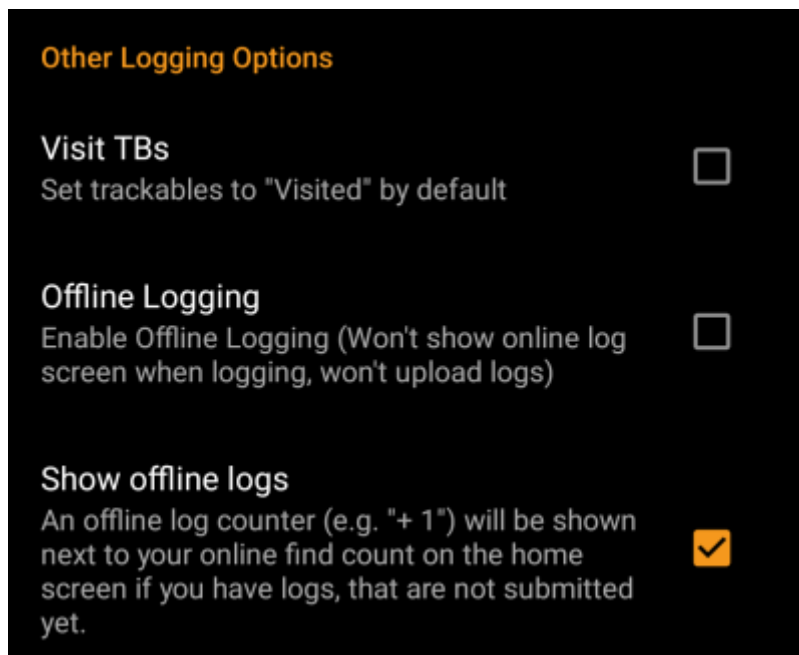 Other Logging Options
Visit TBs
Set trackables to "Visited" by default
Offline Logging
Enable Offline Logging (Won't show online log
screen when logging, won't upload logs)
Show offline logs
An offline log counter (e.g. "+ 1") will be shown
next to your online find count on the home
screen if you have logs, that are not submitted
yet.